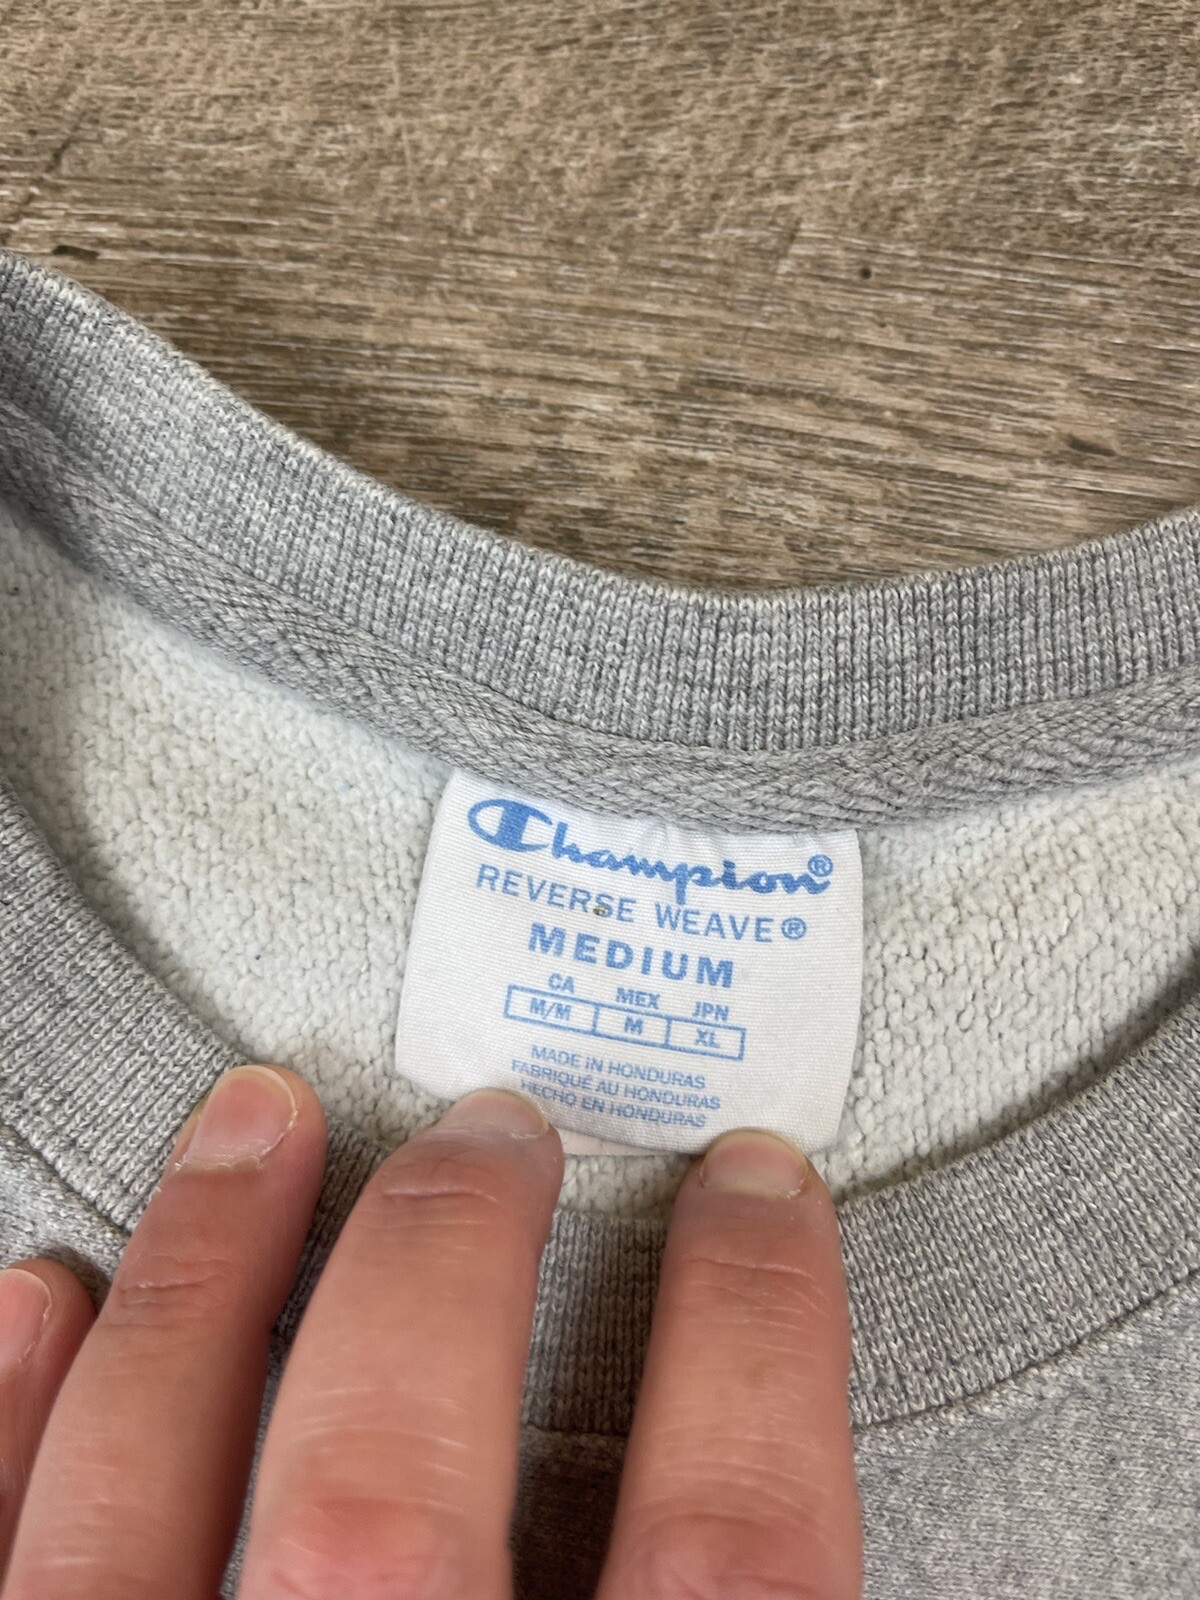 Champion®
REVERSE WEAVE®
MEDIUM
CA MEX JPN
M/M M XL
MADE IN HONDURAS
FABRIQUÉ AU HONDURAS
HECHO EN HONDURAS